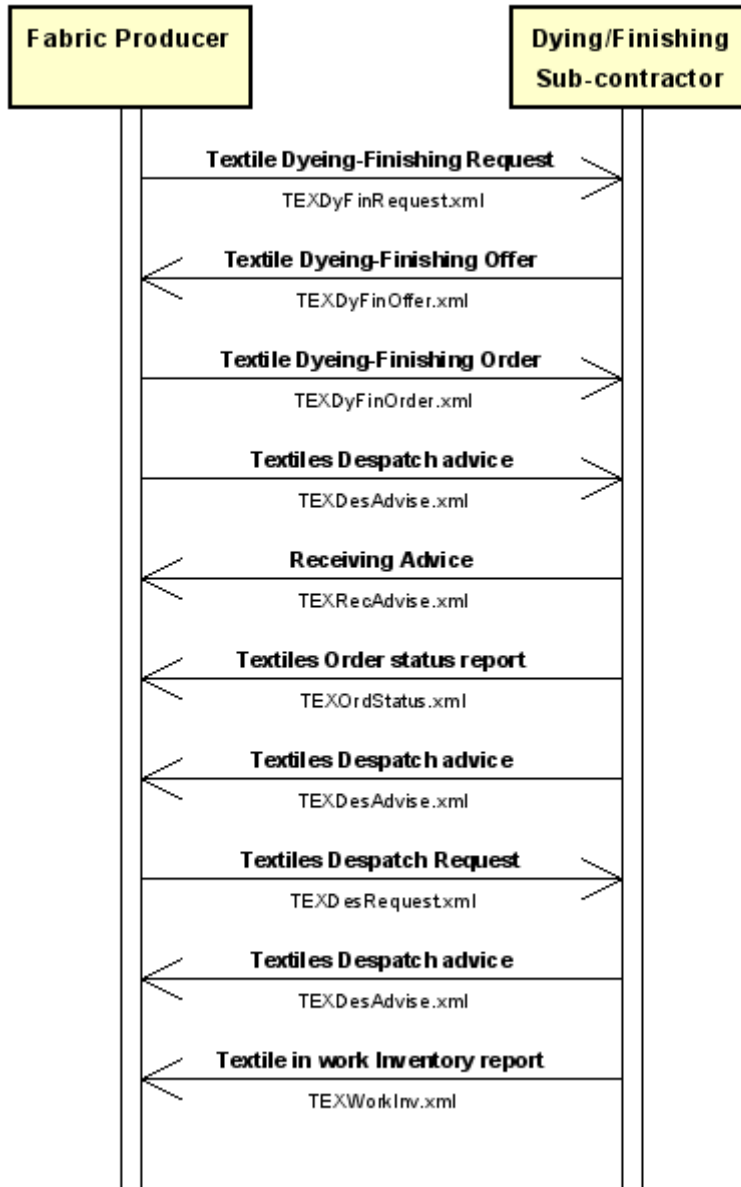 Fabric Producer
Dying/Finishing
Sub-contractor
Textile Dyeing-Finishing Request
TEXDyFinRequest.xml
Textile Dyeing-Finishing Offer
TEXDyFinOffer.xml
Textile Dyeing-Finishing Order
TEXDyFinOrder.xml
Textiles Despatch advice
TEXDesAdvise.xml
Receiving Advice
TEXRecAdvise.xml
Textiles Order status report
TEXOrdStatus.xml
Textiles Despatch advice
TEXDesAdvise.xml
Textiles Despatch Request
TEXDesRequest.xml
Textiles Despatch advice
TEXDesAdvise.xml
Textile in work Inventory report
TEXWorkInv.xml